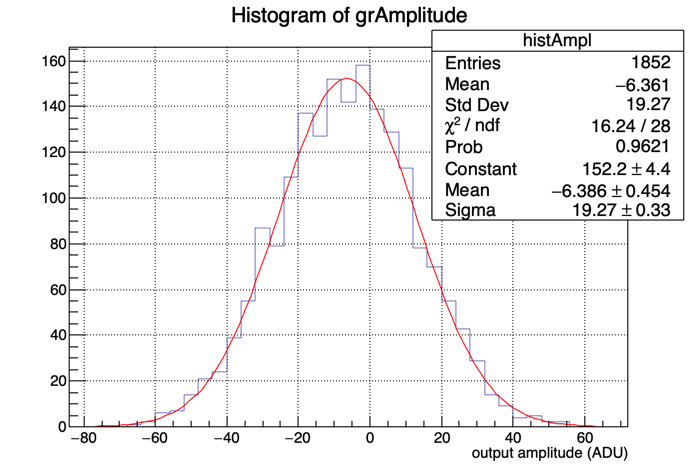 Histogram of grAmplitude
histAmpl
Entries 1852
Mean −6.361
Std Dev 19.27
χ² / ndf 16.24 / 28
Prob 0.9621
Constant 152.2 ± 4.4
Mean −6.386 ± 0.454
Sigma 19.27 ± 0.33
160
140
120
100
80
60
40
20
0
−80 −60 −40 −20 0 20 40 60
output amplitude (ADU)